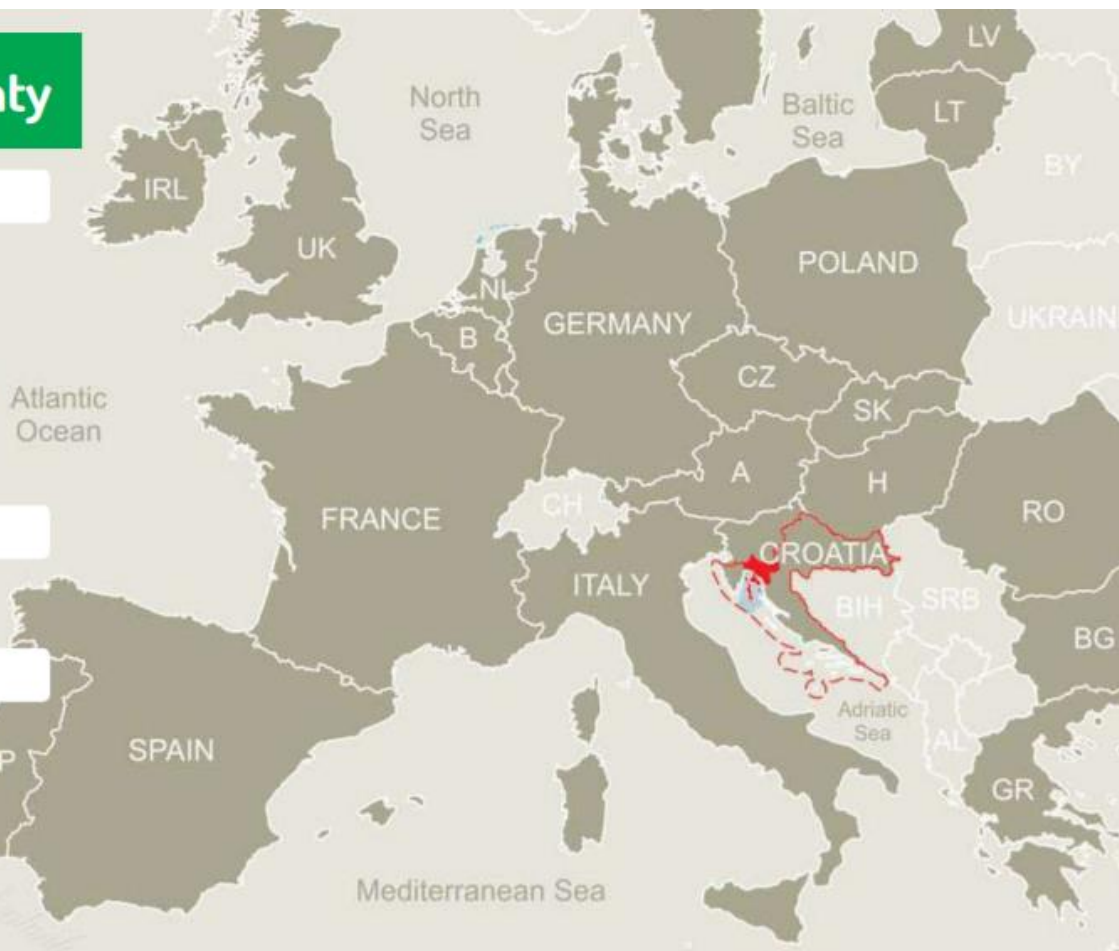 nty
North
Sea
Baltic
Sea
LV
LT
BY
IRL
UK
NL
POLAND
B
GERMANY
UKRAIN
CZ
SK
Atlantic
Ocean
A
H
FRANCE
CH
RO
CROATIA
ITALY
BIH
SRB
BG
Adriatic
Sea
SPAIN
P
AL
GR
Mediterranean Sea